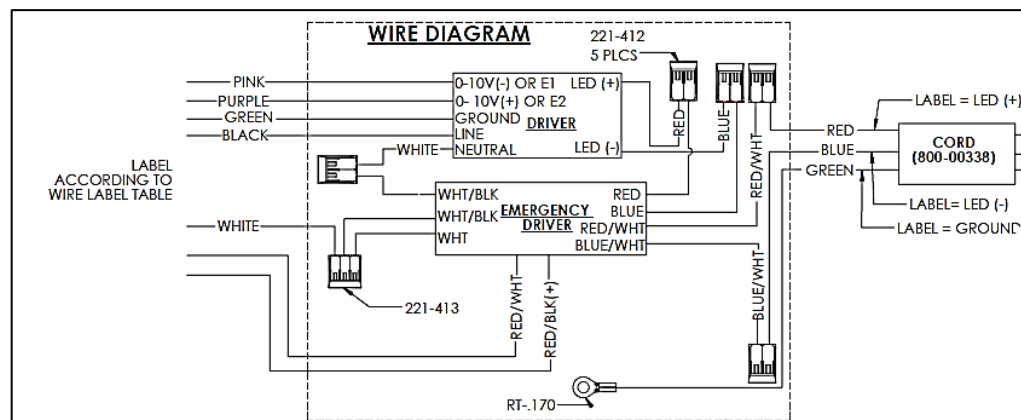 WIRE DIAGRAM
221-412
5 PLCS
PINK
PURPLE
GREEN
BLACK
0-10V(-) OR E1
0- 10V(+) OR E2
GROUND
LINE
NEUTRAL
DRIVER
LED (+)
LED (-)
RED
BLUE
RED/WHT
LABEL = LED (+)
RED
BLUE
GREEN
CORD
(800-00338)
LABEL= LED (-)
LABEL = GROUND
LABEL
ACCORDING TO
WIRE LABEL TABLE
WHITE
WHT/BLK
WHT/BLK
WHT
EMERGENCY
DRIVER
RED
BLUE
RED/WHT
BLUE/WHT
WHITE
221-413
RED/WHT
RED/BLK(+)
BLUE/WHT
RT-.170